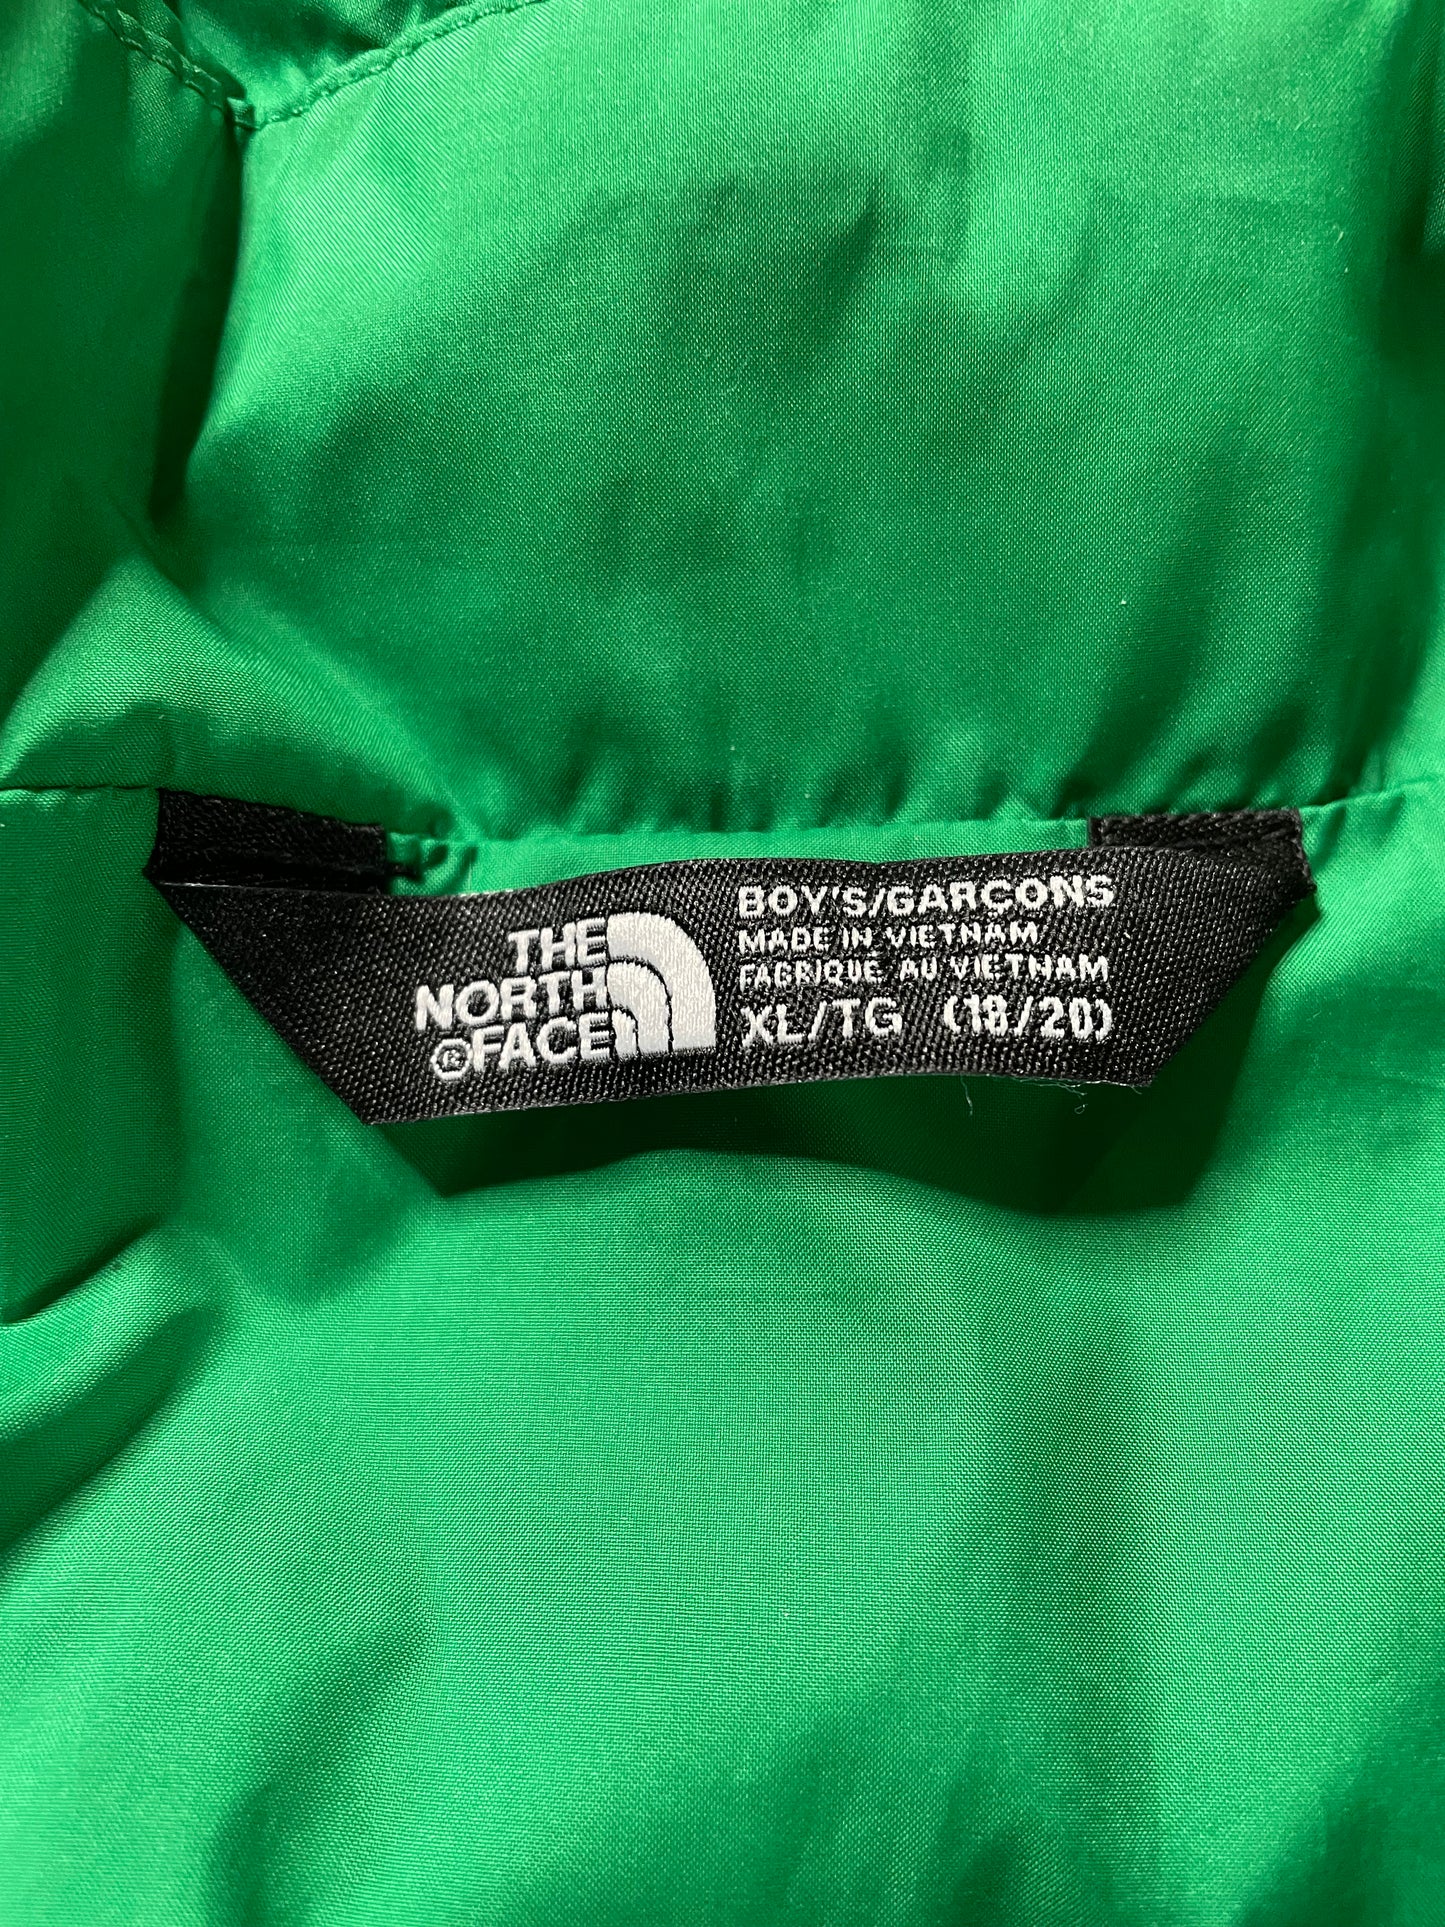 THE
NORTH
®FACE
BOY'S/GARÇONS
MADE IN VIETNAM
FABRIQUÉ AU VIETNAM
XL/TG (18/20)